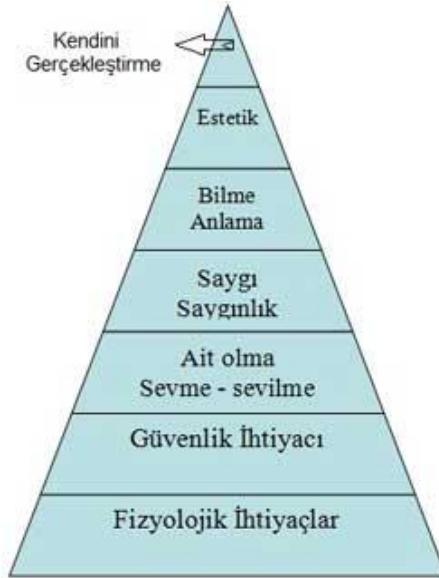 Kendini
Gerçekleştirme
Estetik
Bilme
Anlama
Saygı
Saygınlık
Ait olma
Sevme - sevilme
Güvenlik İhtiyacı
Fizyolojik İhtiyaçlar